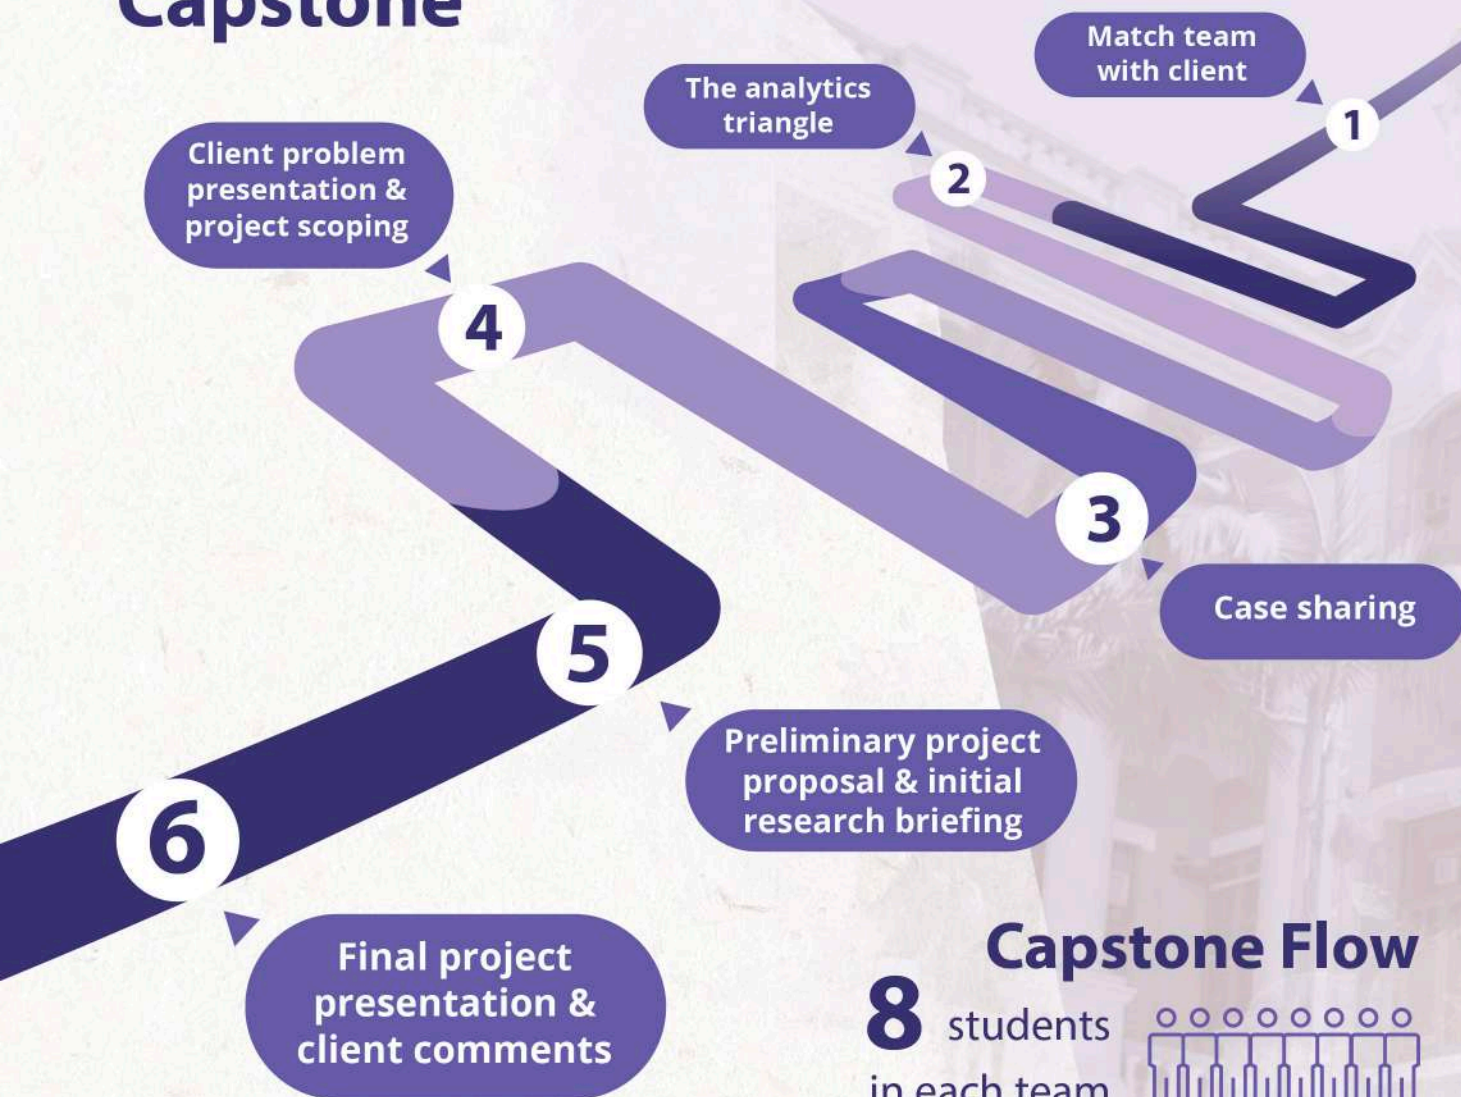 Capstone
Match team
with client
1
The analytics
triangle
2
Case sharing
3
Client problem
presentation &
project scoping
4
Preliminary project
proposal & initial
research briefing
5
Final project
presentation &
client comments
6
Capstone Flow
8 students
in each team